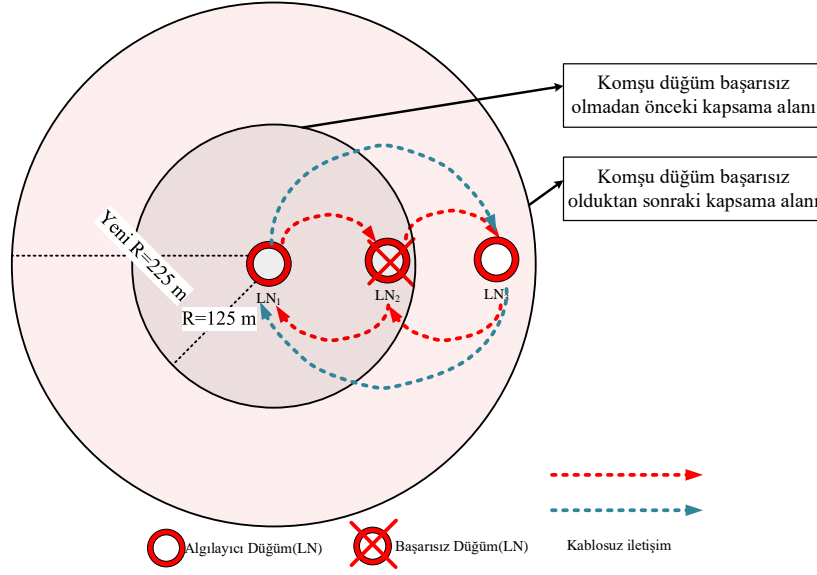 Komşu düğüm başarısız
olmadan önceki kapsama alanı
Komşu düğüm başarısız
olduktan sonraki kapsama alanı
Yeni R=225 m
R=125 m
LN₁
LN₂
Algılayıcı Düğüm(LN)
Başarısız Düğüm(LN)
Kablosuz iletişim